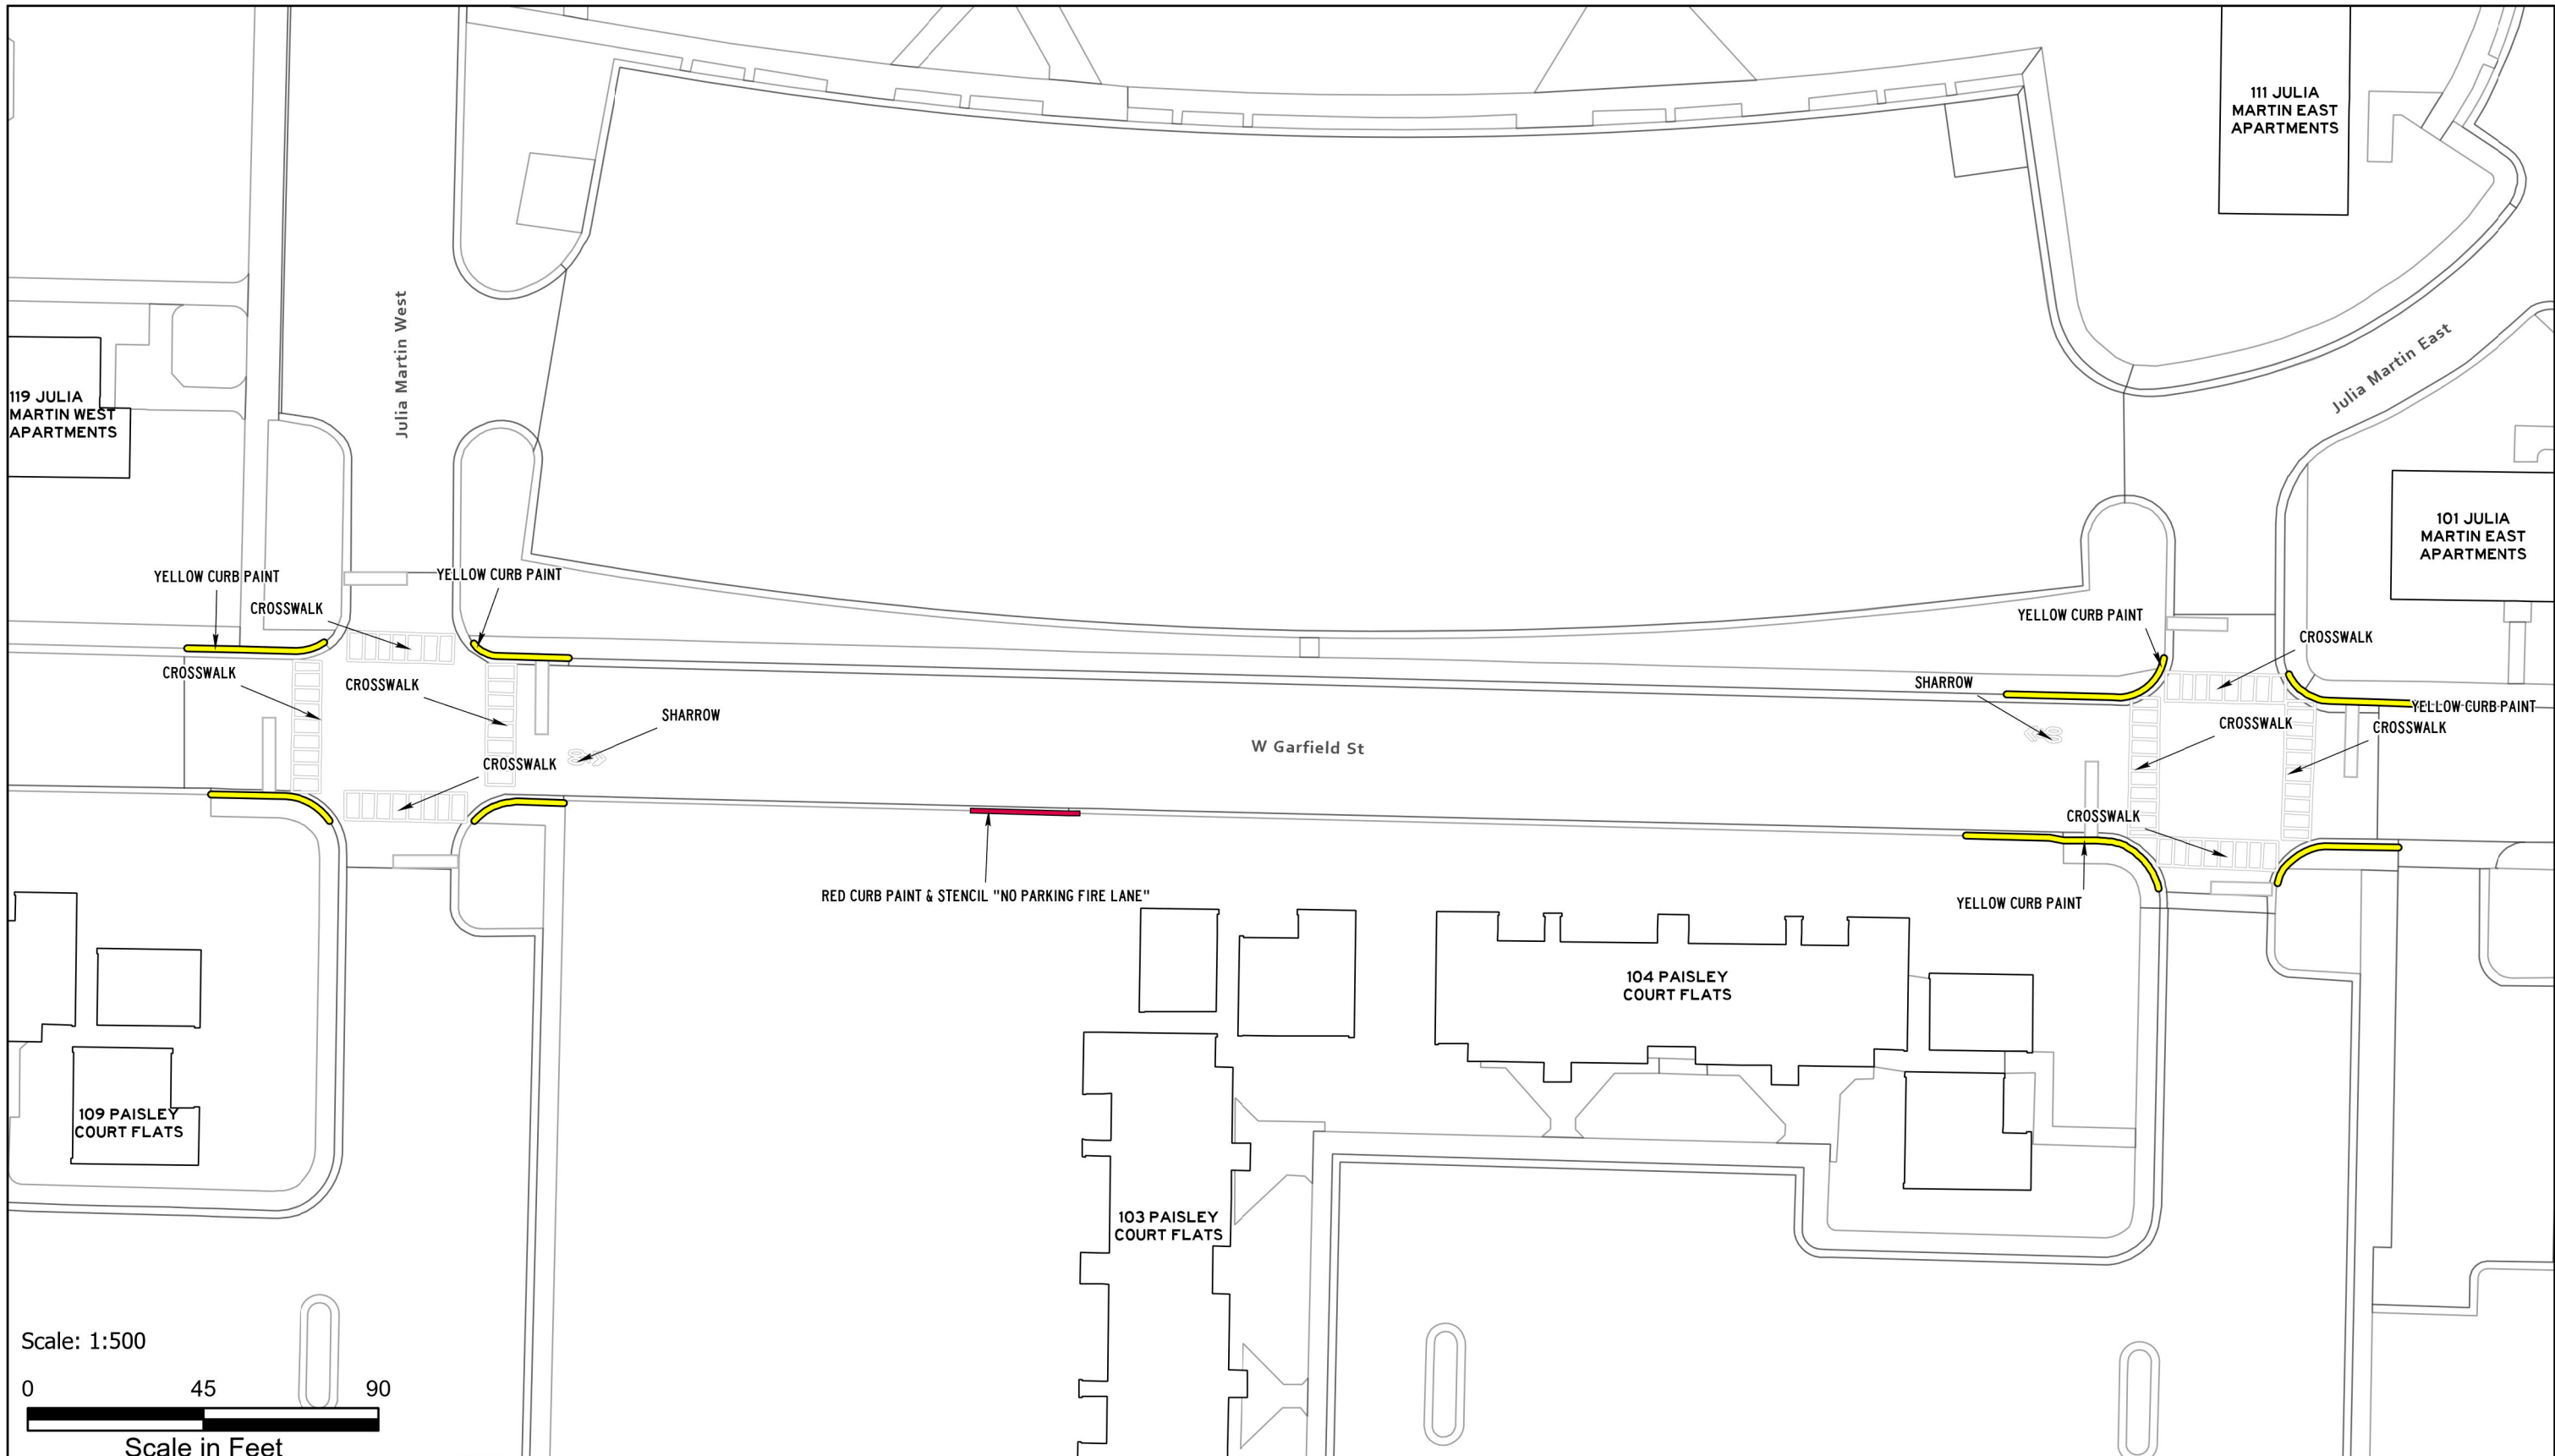 111 JULIA
MARTIN EAST
APARTMENTS
Julia Martin West
Julia Martin East
119 JULIA
MARTIN WEST
APARTMENTS
101 JULIA
MARTIN EAST
APARTMENTS
YELLOW CURB PAINT
YELLOW CURB PAINT
CROSSWALK
YELLOW CURB PAINT
CROSSWALK
CROSSWALK
CROSSWALK
SHARROW
YELLOW CURB PAINT
SHARROW
CROSSWALK
CROSSWALK
W Garfield St
CROSSWALK
CROSSWALK
RED CURB PAINT & STENCIL "NO PARKING FIRE LANE"
YELLOW CURB PAINT
104 PAISLEY
COURT FLATS
109 PAISLEY
COURT FLATS
103 PAISLEY
COURT FLATS
Scale: 1:500
0 45 90
Scale in Feet